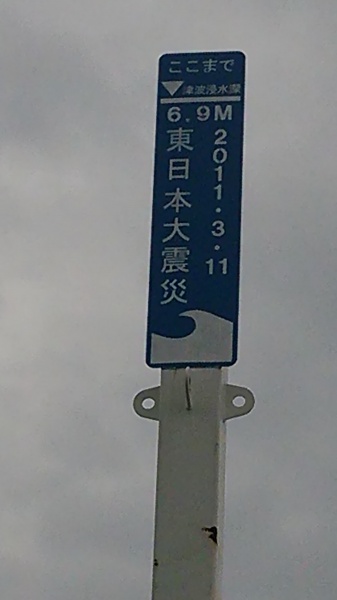 ここまで
▼津波浸水深
6.9M
2011・3・11
東日本大震災